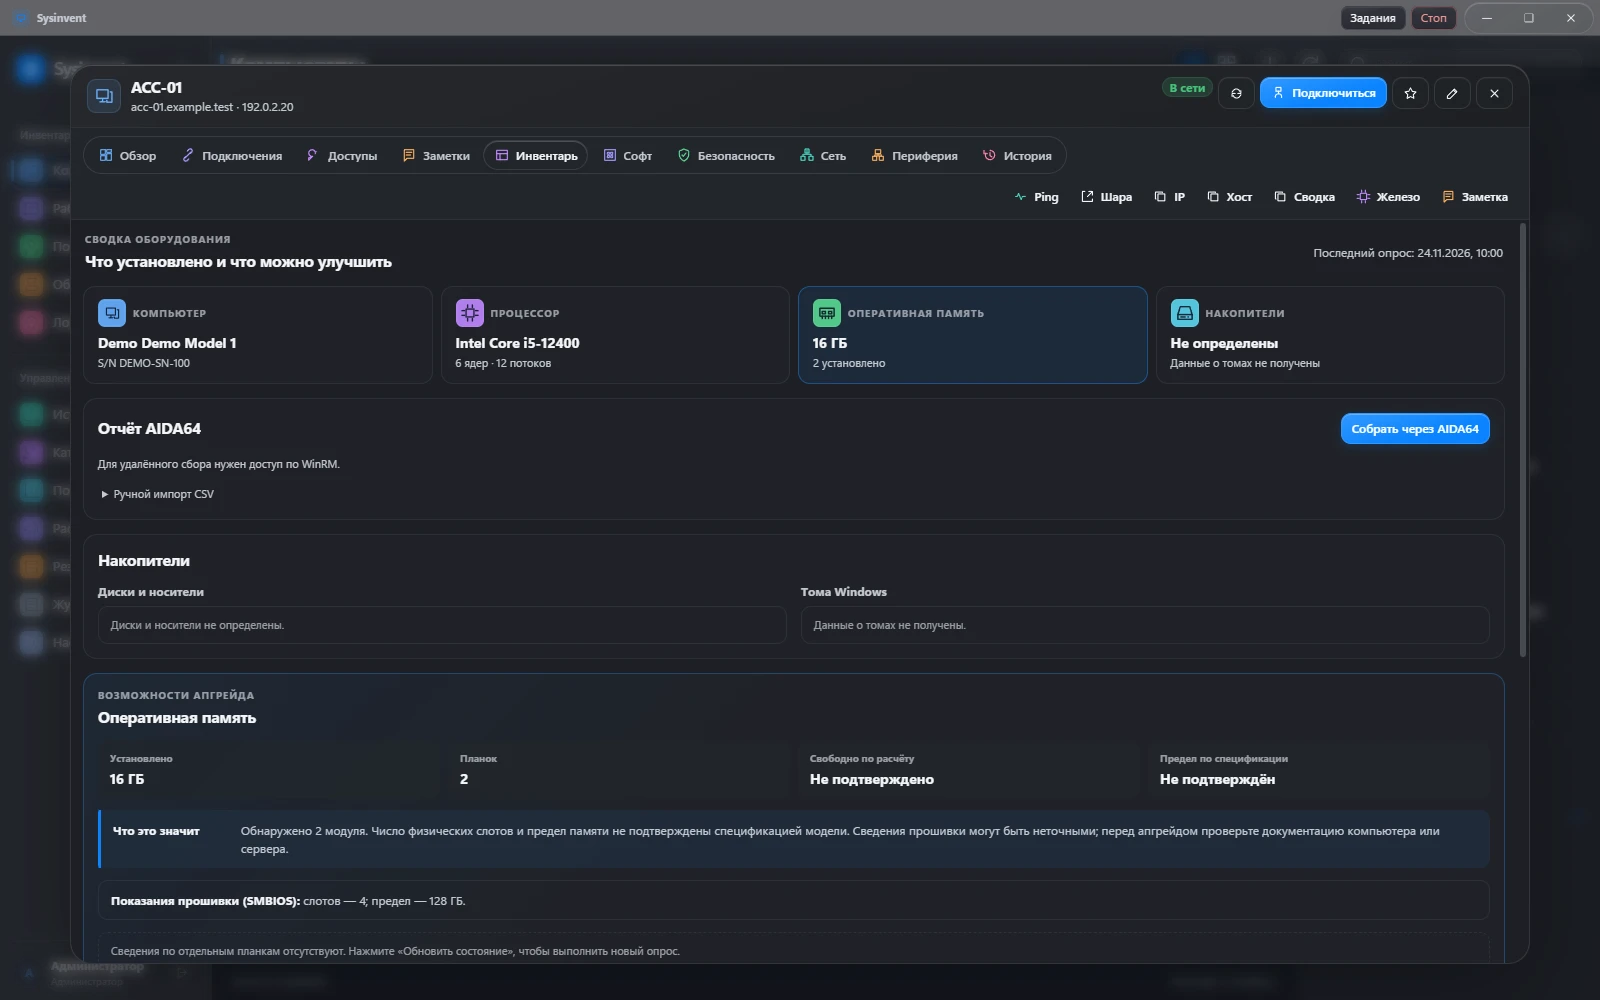 Sysinvent
Задания
Стоп
ACC-01
acc-01.example.test · 192.0.2.20
В сети
Подключиться
Обзор
Подключения
Доступы
Заметки
Инвентарь
Софт
Безопасность
Сеть
Периферия
История
Ping
Шара
IP
Хост
Сводка
Железо
Заметка
СВОДКА ОБОРУДОВАНИЯ
Что установлено и что можно улучшить
Последний опрос: 24.11.2026, 10:00
КОМПЬЮТЕР
Demo Demo Model 1
S/N DEMO-SN-100
ПРОЦЕССОР
Intel Core i5-12400
6 ядер · 12 потоков
ОПЕРАТИВНАЯ ПАМЯТЬ
16 ГБ
2 установлено
НАКОПИТЕЛИ
Не определены
Данные о томах не получены
Отчёт AIDA64
Собрать через AIDA64
Для удалённого сбора нужен доступ по WinRM.
Ручной импорт CSV
Накопители
Диски и носители
Диски и носители не определены.
Тома Windows
Данные о томах не получены.
ВОЗМОЖНОСТИ АПГРЕЙДА
Оперативная память
Установлено
16 ГБ
Планок
2
Свободно по расчёту
Не подтверждено
Предел по спецификации
Не подтверждён
Что это значит
Обнаружено 2 модуля. Число физических слотов и предел памяти не подтверждены спецификацией модели. Сведения прошивки могут быть неточными; перед апгрейдом проверьте документацию компьютера или
сервера.
Показания прошивки (SMBIOS): слотов — 4; предел — 128 ГБ.
Сведения по отдельным планкам отсутствуют. Нажмите «Обновить состояние», чтобы выполнить новый опрос.
Администратор